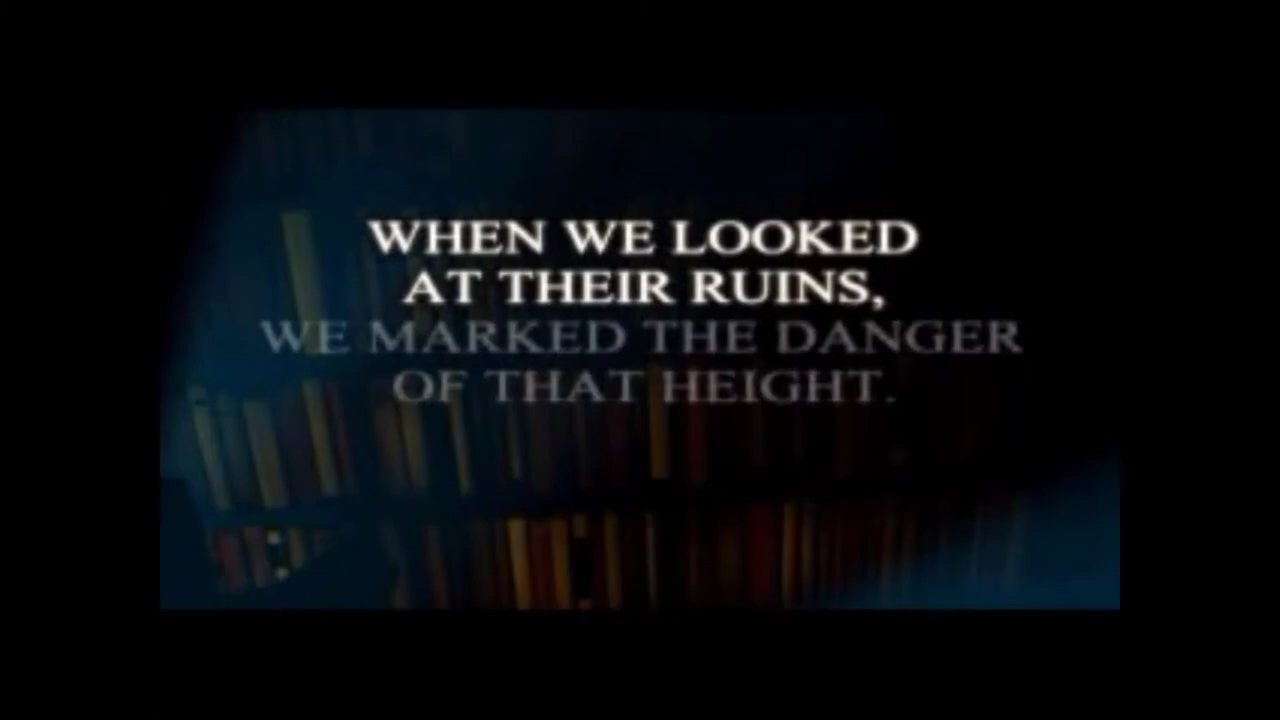 WHEN WE LOOKED
AT THEIR RUINS,
WE MARKED THE DANGER
OF THAT HEIGHT.